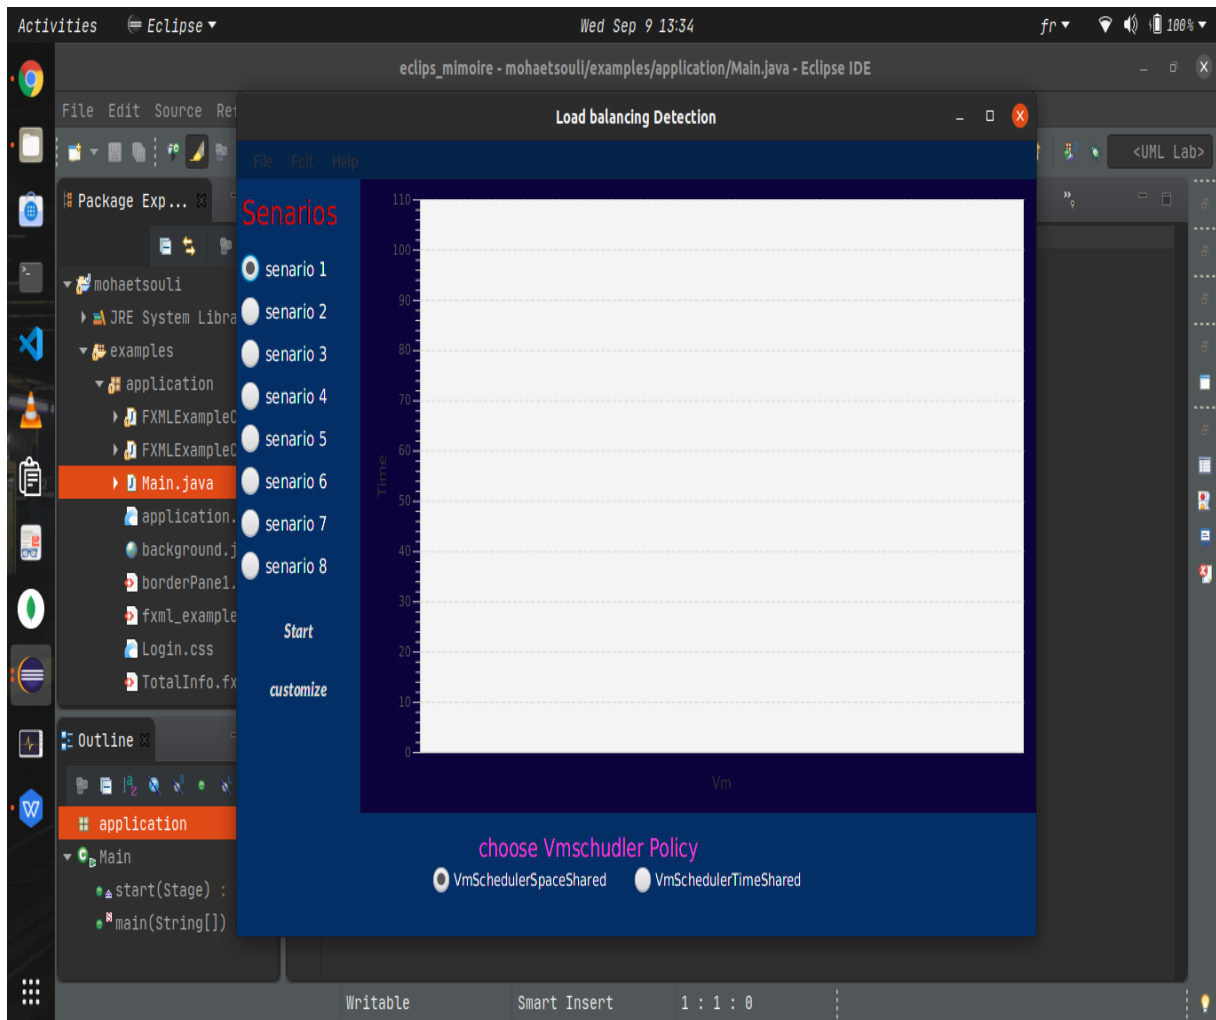 Activities Eclipse Wed Sep 9 13:34 fr 100%
eclips_mimoire - mohaetsouli/examples/application/Main.java - Eclipse IDE
File Edit Source Ref
Load balancing Detection
<UML Lab>
File Edit Help
Package Exp...
Senarios
senario 1
senario 2
senario 3
senario 4
senario 5
senario 6
senario 7
senario 8
Start
customize
mohaetsouli
JRE System Libra
examples
application
FXMLExampleC
FXMLExampleC
Main.java
application.
background.j
borderPane1.
fxml_example
Login.css
TotalInfo.fx
110
100
90
80
70
60
50
40
30
20
10
0
Time
Vm
Outline
application
Main
start(Stage) :
main(String[])
choose Vmschudler Policy
VmSchedulerSpaceShared VmSchedulerTimeShared
Writable Smart Insert 1 : 1 : 0